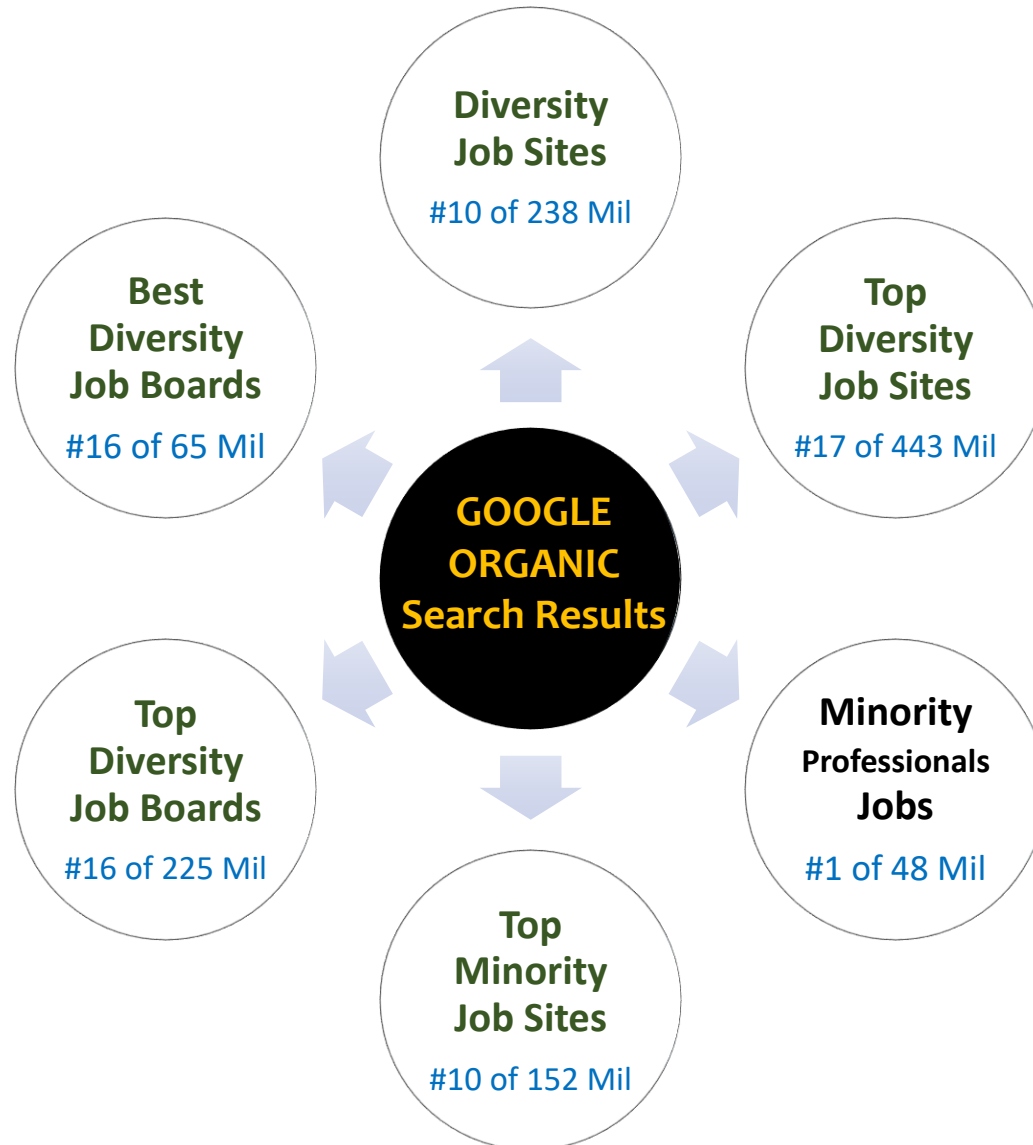 Diversity
Job Sites
#10 of 238 Mil
Best
Diversity
Job Boards
#16 of 65 Mil
Top
Diversity
Job Sites
#17 of 443 Mil
GOOGLE
ORGANIC
Search Results
Top
Diversity
Job Boards
#16 of 225 Mil
Minority
Professionals
Jobs
#1 of 48 Mil
Top
Minority
Job Sites
#10 of 152 Mil